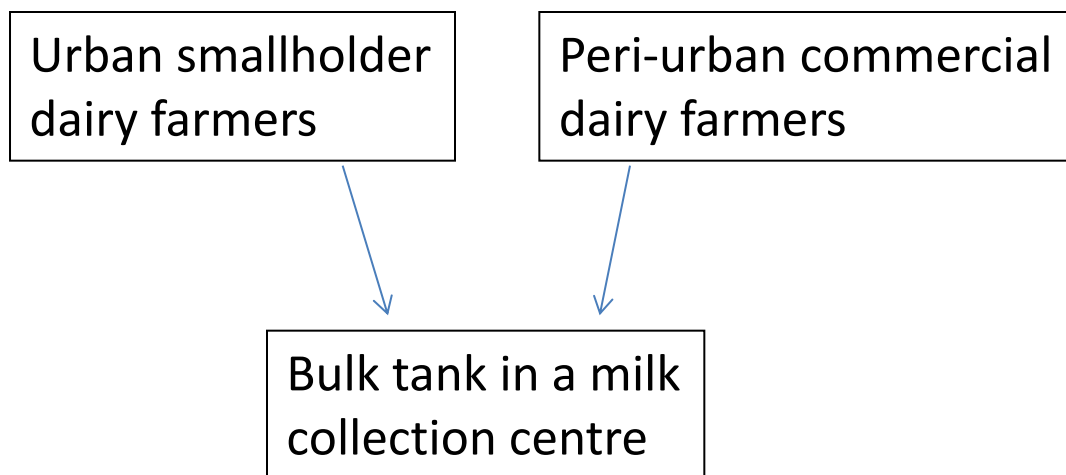 Urban smallholder
dairy farmers
Peri-urban commercial
dairy farmers
Bulk tank in a milk
collection centre